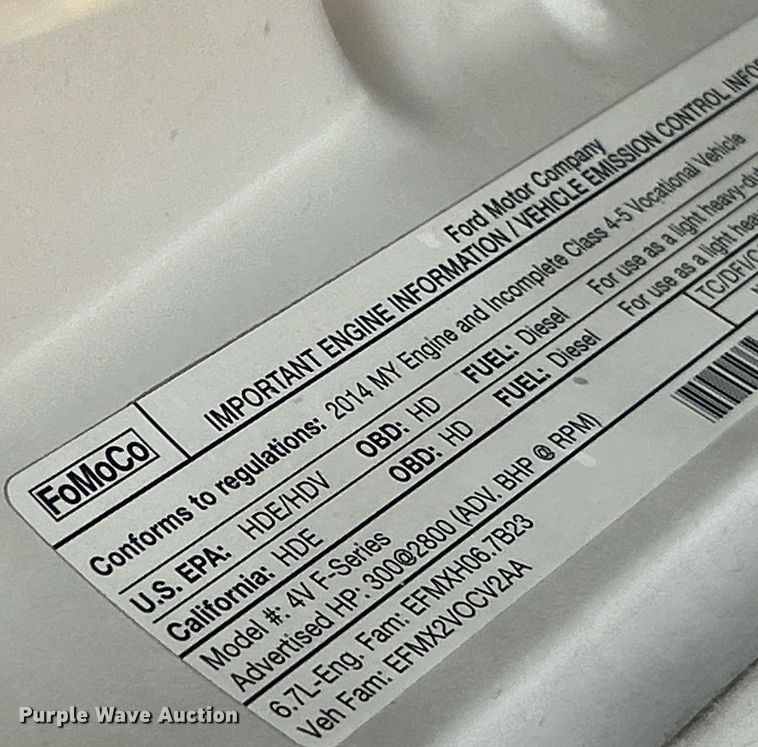 Ford Motor Company
FoMoCo
IMPORTANT ENGINE INFORMATION / VEHICLE EMISSION CONTROL
Conforms to regulations: 2014 MY Engine and Incomplete Class 4-5 Vocational Vehicle
U.S. EPA: HDE/HDV OBD: HD FUEL: Diesel For use as a light
California: HDE OBD: HD FUEL: Diesel For use as a light
Model #: 4V F-Series
TC/DFI/
Advertised HP: 300@2800 (ADV. BHP @ RPM)
6.7L-Eng. Fam: EFMXH06.7B23
Veh Fam: EFMX2VOCV2AA
Purple Wave Auction